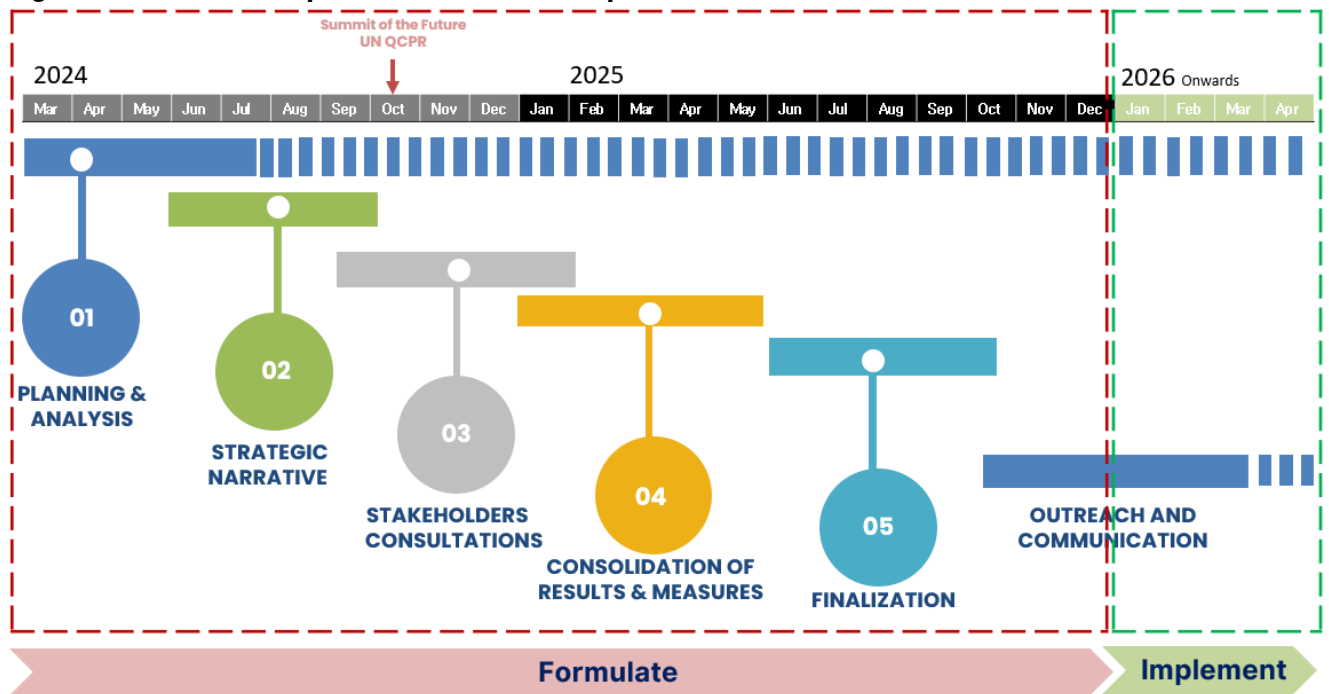 Summit of the Future
UN QCPR
2024
2025
2026 Onwards
Mar Apr May Jun Jul Aug Sep Oct Nov Dec Jan Feb Mar Apr May Jun Jul Aug Sep Oct Nov Dec Jan Feb Mar Apr
01
PLANNING &
ANALYSIS
02
STRATEGIC
NARRATIVE
03
STAKEHOLDERS
CONSULTATIONS
04
CONSOLIDATION OF
RESULTS & MEASURES
05
FINALIZATION
OUTREACH AND
COMMUNICATION
Formulate
Implement